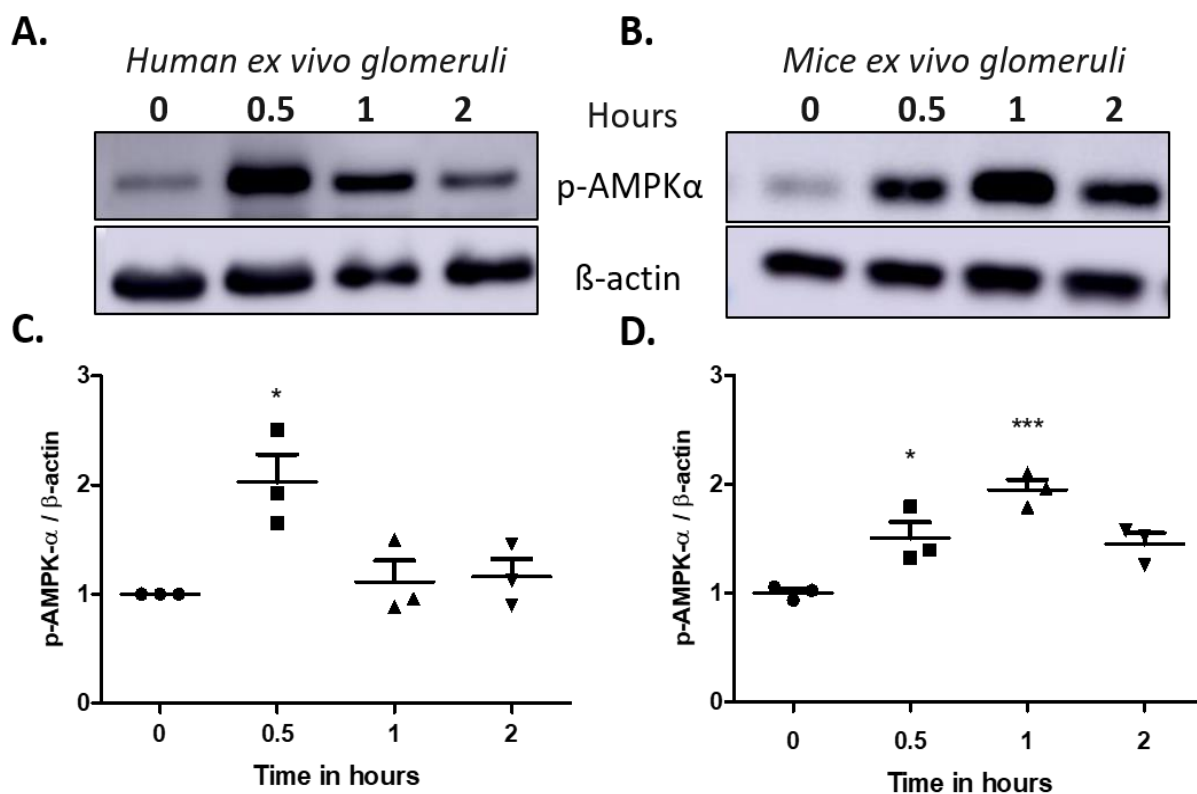 A.
Human ex vivo glomeruli
0 0.5 1 2
B.
Mice ex vivo glomeruli
0 0.5 1 2
Hours
p-AMPKα
ß-actin
C.
3
*
2
1
0
p-AMPK-α / β-actin
0 0.5 1 2
Time in hours
D.
3
***
*
2
1
0
p-AMPK-α / β-actin
0 0.5 1 2
Time in hours